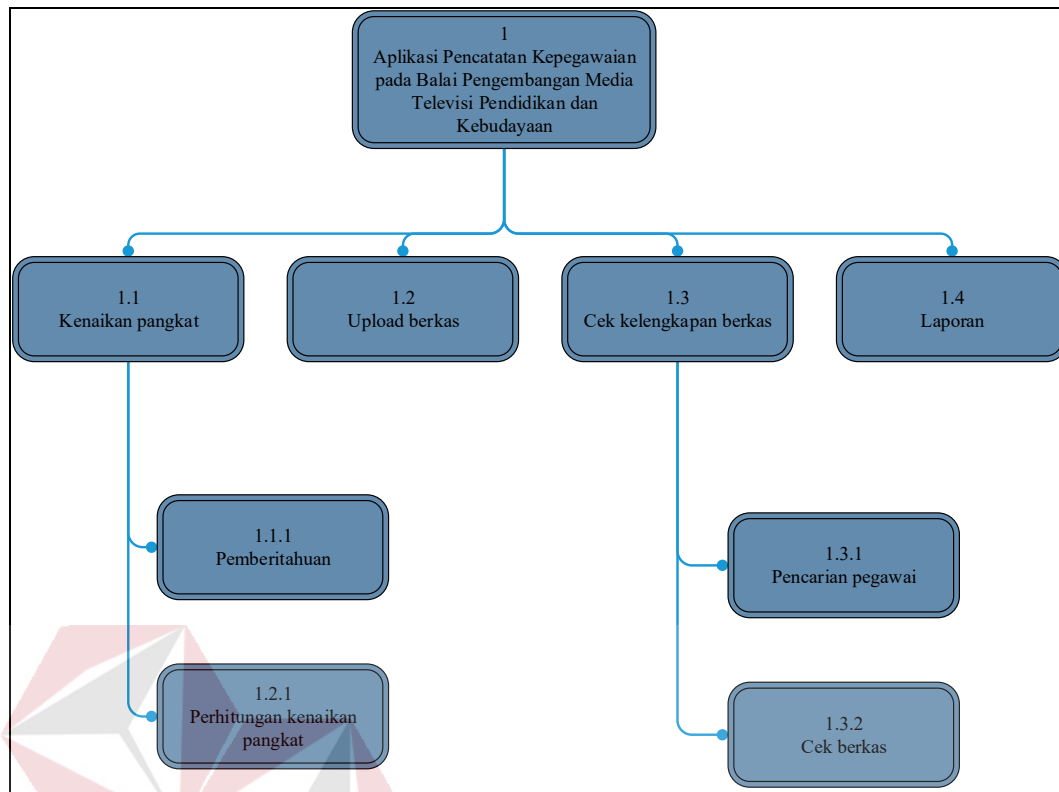 1
Aplikasi Pencatatan Kepegawaian
pada Balai Pengembangan Media
Televisi Pendidikan dan
Kebudayaan
1.1
Kenaikan pangkat
1.2
Upload berkas
1.3
Cek kelengkapan berkas
1.4
Laporan
1.1.1
Pemberitahuan
1.2.1
Perhitungan kenaikan
pangkat
1.3.1
Pencarian pegawai
1.3.2
Cek berkas